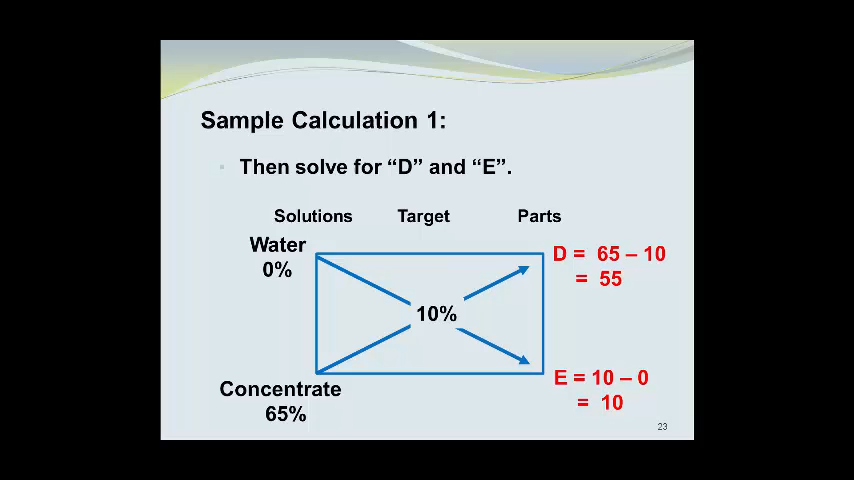 Sample Calculation 1:
Then solve for “D” and “E”.
Solutions Target Parts
Water
0%
D = 65 – 10
= 55
10%
Concentrate
65%
E = 10 – 0
= 10
23